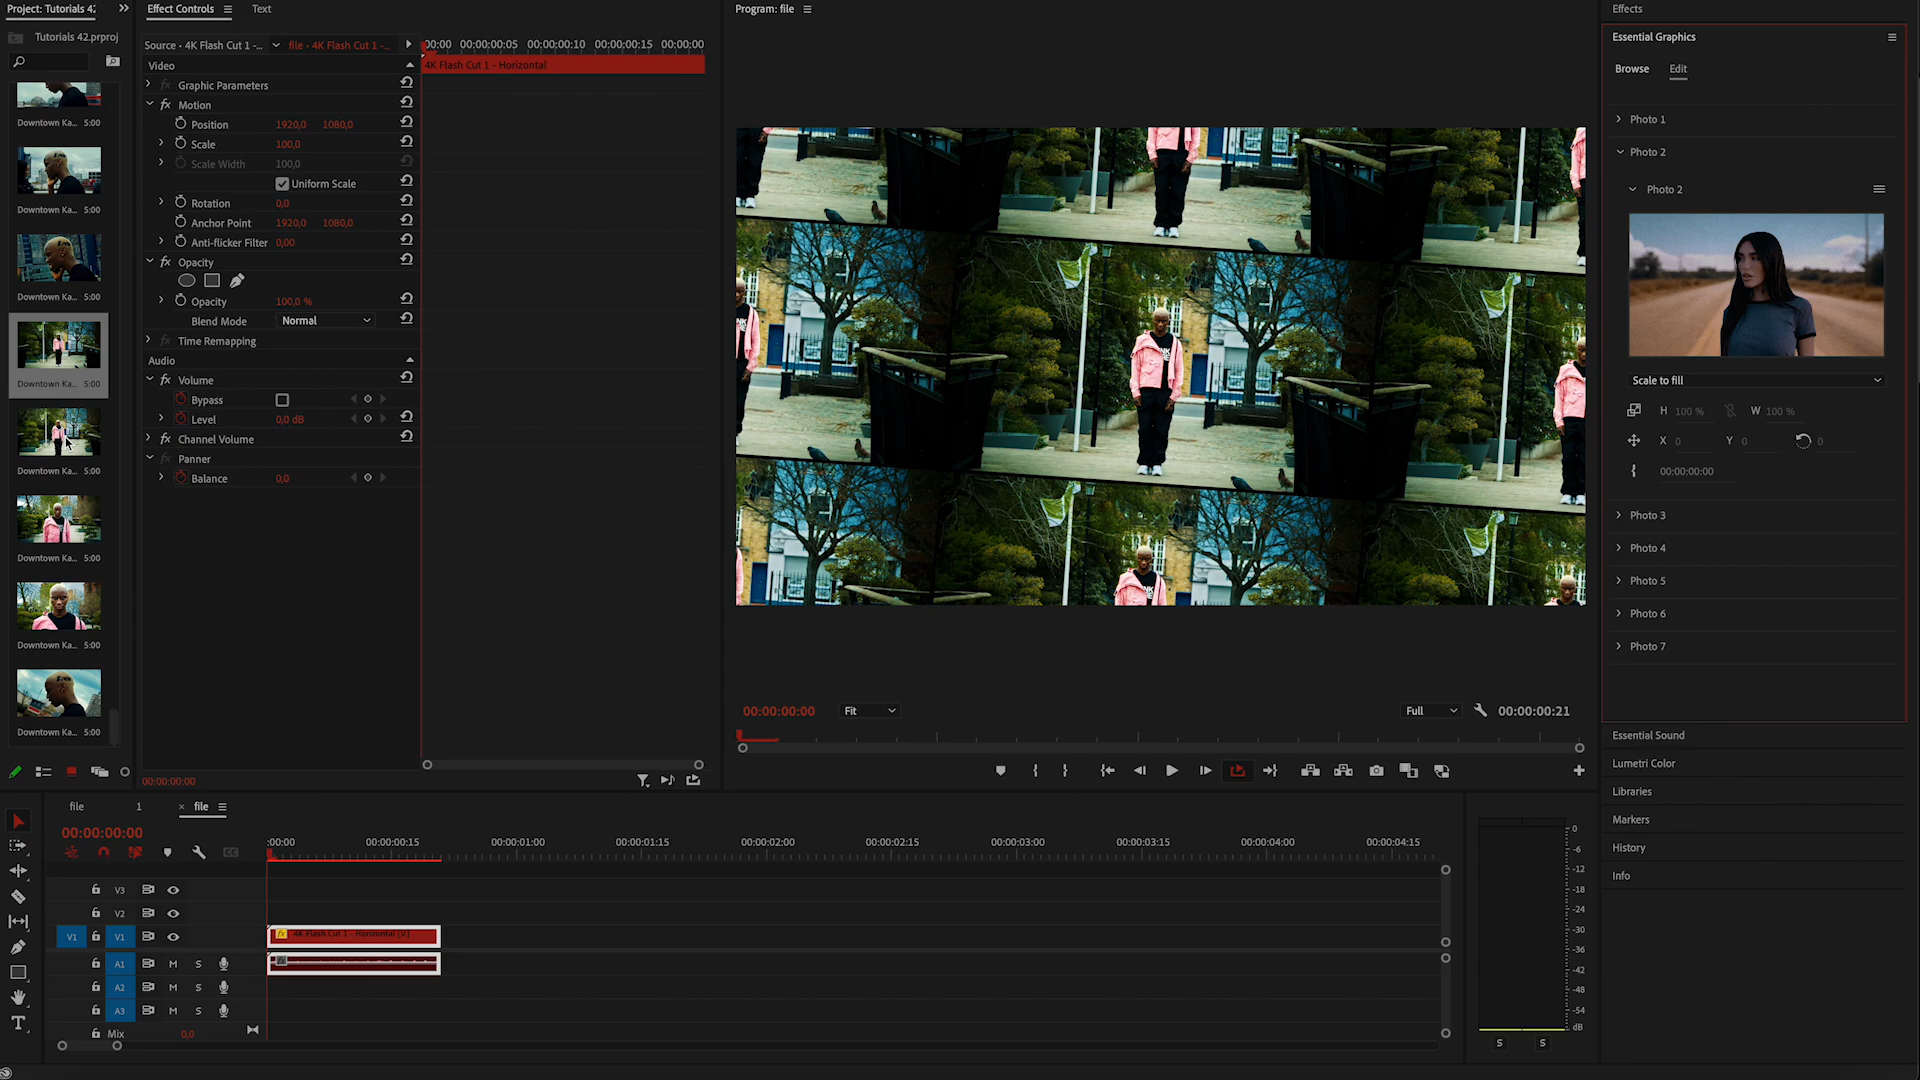 Project: Tutorials 42
Tutorials 42.prproj
Downtown Ka... 5:00
Downtown Ka... 5:00
Downtown Ka... 5:00
Downtown Ka... 5:00
Downtown Ka... 5:00
Downtown Ka... 5:00
Downtown Ka... 5:00
Downtown Ka... 5:00
Effect Controls
Text
Source • 4K Flash Cut 1 -...
file • 4K Flash Cut 1 -...
:00:00 00:00:00:05 00:00:00:10 00:00:00:15 00:00:00
4K Flash Cut 1 - Horizontal
Video
fx Graphic Parameters
fx Motion
Position 1920,0 1080,0
Scale 100,0
Scale Width 100,0
Uniform Scale
Rotation 0,0
Anchor Point 1920,0 1080,0
Anti-flicker Filter 0,00
fx Opacity
Opacity 100,0 %
Blend Mode Normal
fx Time Remapping
Audio
fx Volume
Bypass
Level 0,0 dB
fx Channel Volume
fx Panner
Balance 0,0
00:00:00:00
Program: file
00:00:00:00
Fit
Full
00:00:00:21
Effects
Essential Graphics
Browse Edit
Photo 1
Photo 2
Photo 2
Scale to fill
H 100 % W 100 %
X 0 Y 0 0
00:00:00:00
Photo 3
Photo 4
Photo 5
Photo 6
Photo 7
Essential Sound
Lumetri Color
Libraries
Markers
History
Info
file 1 × file
00:00:00:00
:00:00 00:00:00:15 00:00:01:00 00:00:01:15 00:00:02:00 00:00:02:15 00:00:03:00 00:00:03:15 00:00:04:00 00:00:04:15
V3
V2
V1 V1
fx 4K Flash Cut 1 - Horizontal [V]
A1 M S
A2 M S
A3 M S
Mix 0,0
0
-6
-12
-18
-24
-30
-36
-42
-48
-54
dB
S S